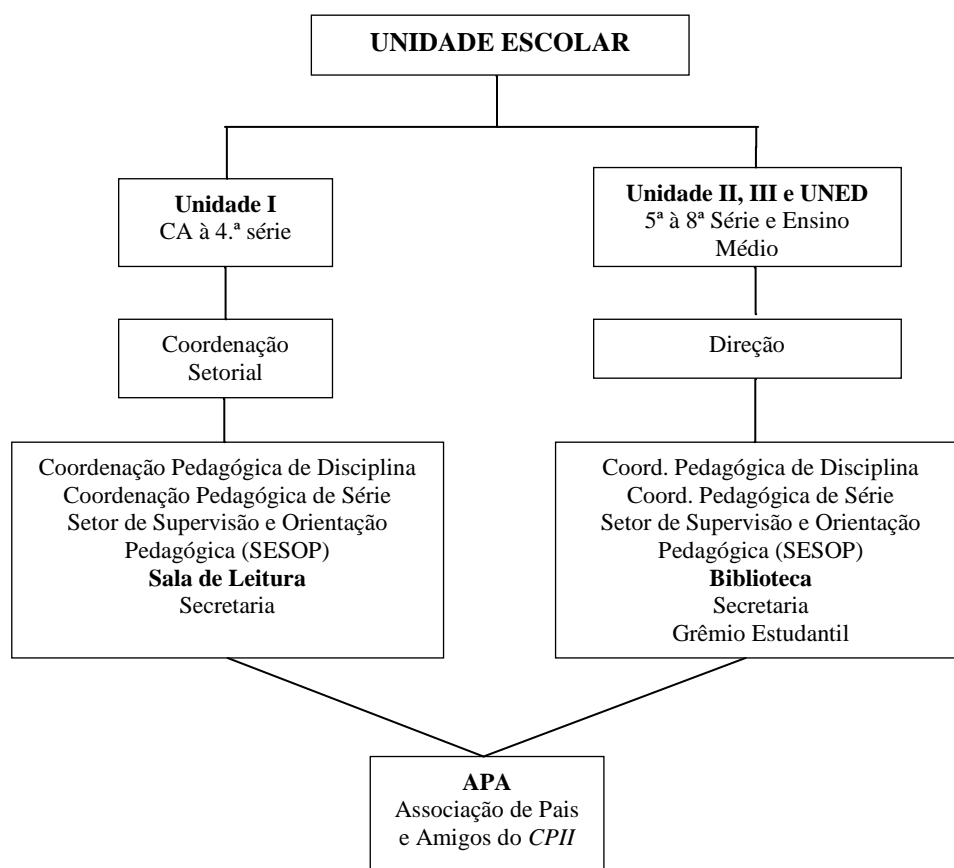 UNIDADE ESCOLAR
Unidade I
CA à 4.ª série
Unidade II, III e UNED
5ª à 8ª Série e Ensino
Médio
Coordenação
Setorial
Direção
Coordenação Pedagógica de Disciplina
Coordenação Pedagógica de Série
Setor de Supervisão e Orientação
Pedagógica (SESOP)
Sala de Leitura
Secretaria
Coord. Pedagógica de Disciplina
Coord. Pedagógica de Série
Setor de Supervisão e Orientação
Pedagógica (SESOP)
Biblioteca
Secretaria
Grêmio Estudantil
APA
Associação de Pais
e Amigos do CPII